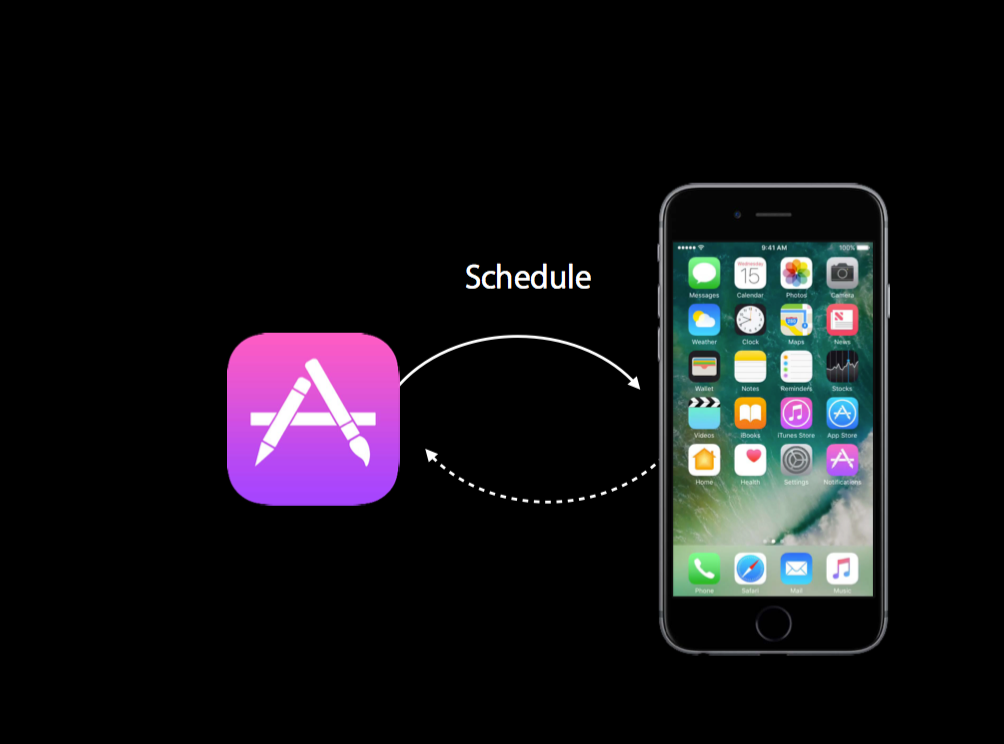 Schedule
9:41 AM 100%
Wednesday
15
Messages Calendar Photos Camera
Weather Clock Maps News
Wallet Notes Reminders Stocks
Videos iBooks iTunes Store App Store
Home Health Settings Notifications
Phone Safari Mail Music